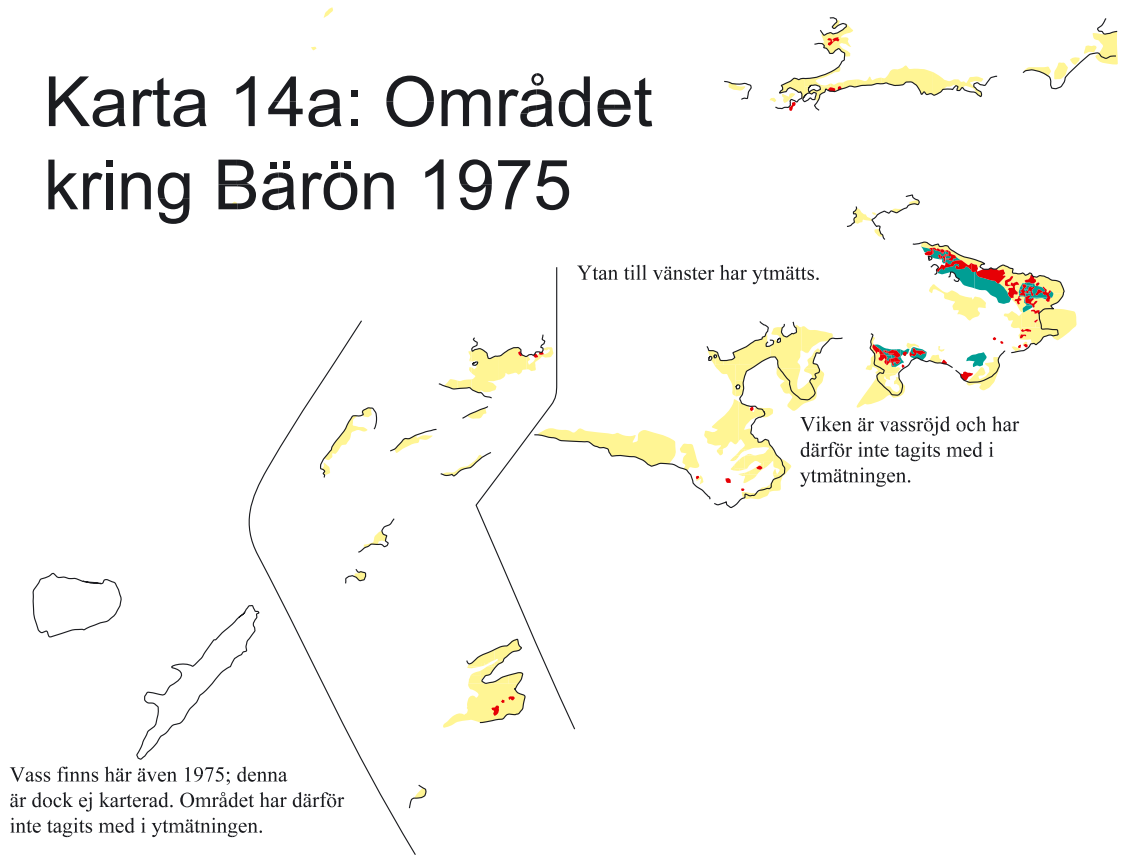 Karta 14a: Området
kring Bärön 1975
Ytan till vänster har ytmätts.
Viken är vassröjd och har
därför inte tagits med i
ytmätningen.
Vass finns här även 1975; denna
är dock ej karterad. Området har därför
inte tagits med i ytmätningen.